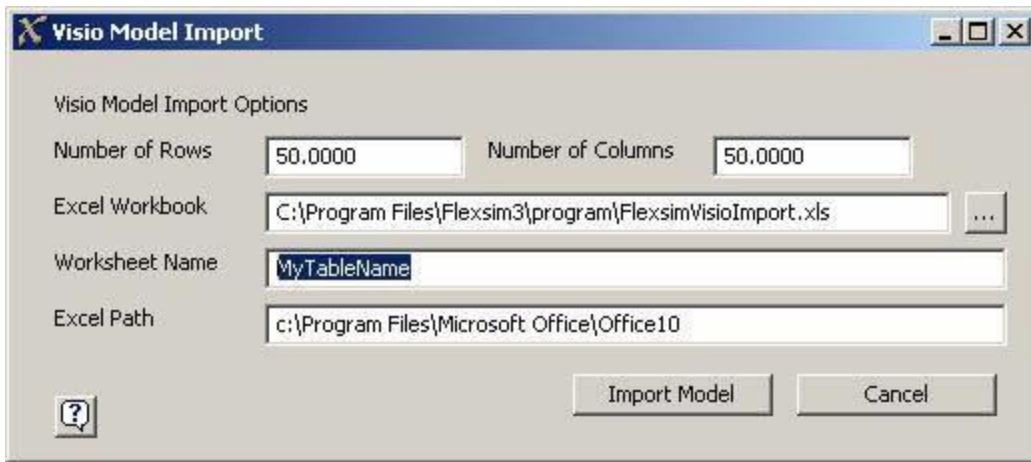 Visio Model Import
Visio Model Import Options
Number of Rows 50.0000 Number of Columns 50.0000
Excel Workbook C:\Program Files\Flexsim3\program\FlexsimVisioImport.xls ...
Worksheet Name MyTableName
Excel Path c:\Program Files\Microsoft Office\Office10
Import Model Cancel
?